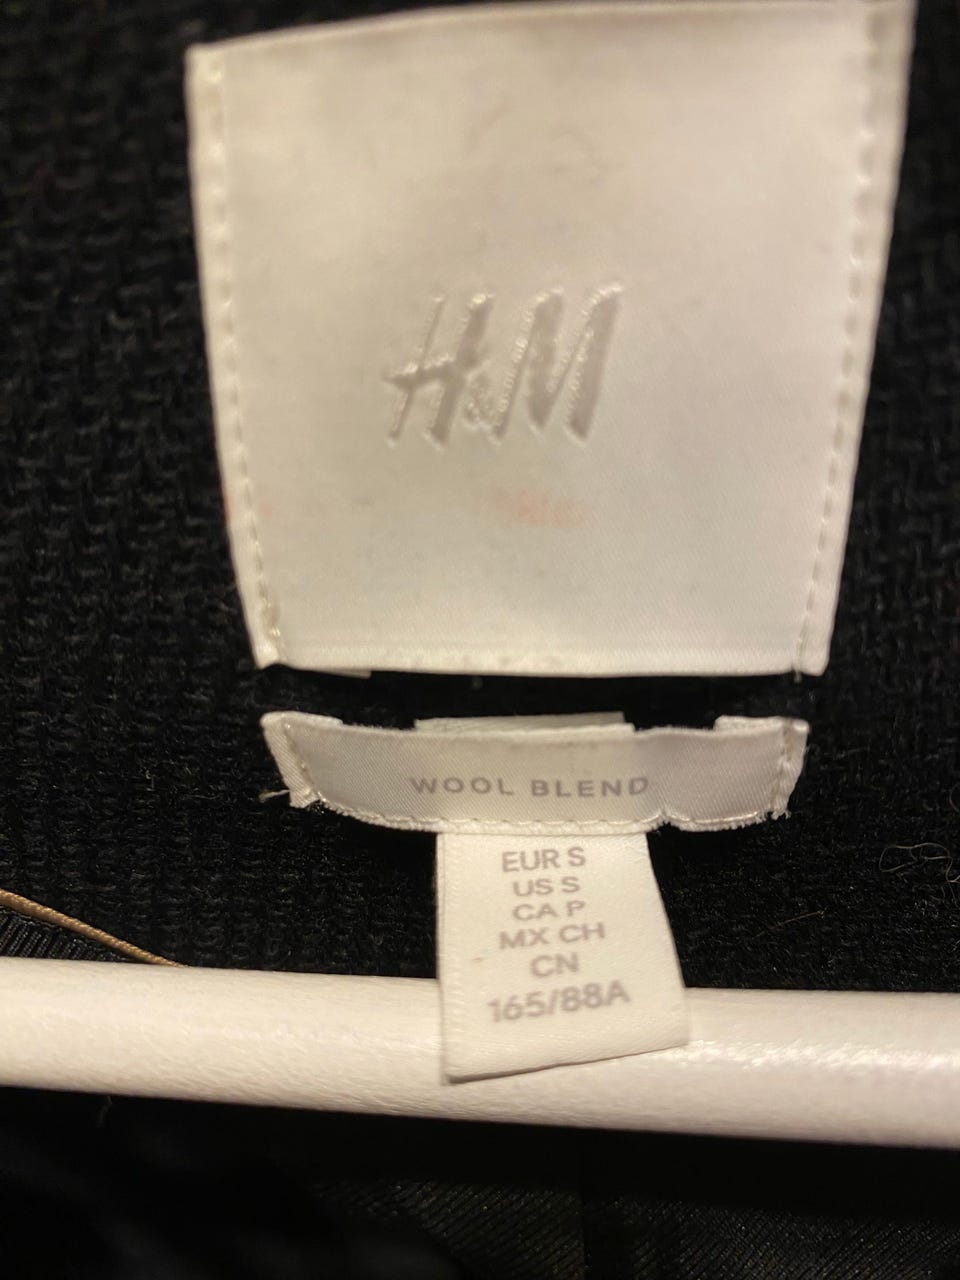 H&M
WOOL BLEND
EUR S
US S
CA P
MX CH
CN
165/88A